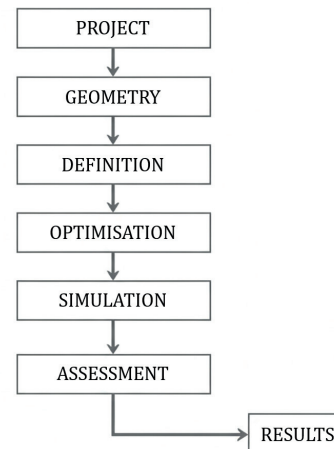 PROJECT
GEOMETRY
DEFINITION
OPTIMISATION
SIMULATION
ASSESSMENT
RESULTS